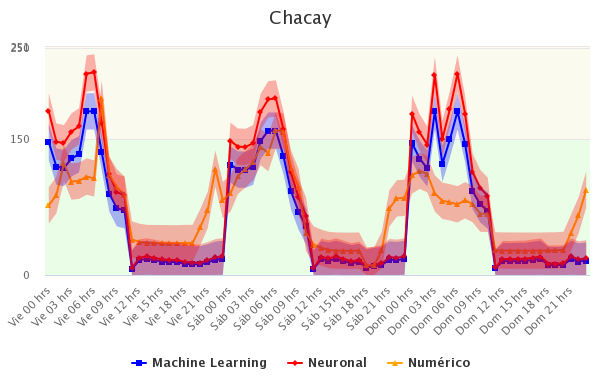 Chacay
251
250
150
0
Vie 00 hrs
Vie 03 hrs
Vie 06 hrs
Vie 09 hrs
Vie 12 hrs
Vie 15 hrs
Vie 18 hrs
Vie 21 hrs
Sáb 00 hrs
Sáb 03 hrs
Sáb 06 hrs
Sáb 09 hrs
Sáb 12 hrs
Sáb 15 hrs
Sáb 18 hrs
Sáb 21 hrs
Dom 00 hrs
Dom 03 hrs
Dom 06 hrs
Dom 09 hrs
Dom 12 hrs
Dom 15 hrs
Dom 18 hrs
Dom 21 hrs
Machine Learning
Neuronal
Numérico